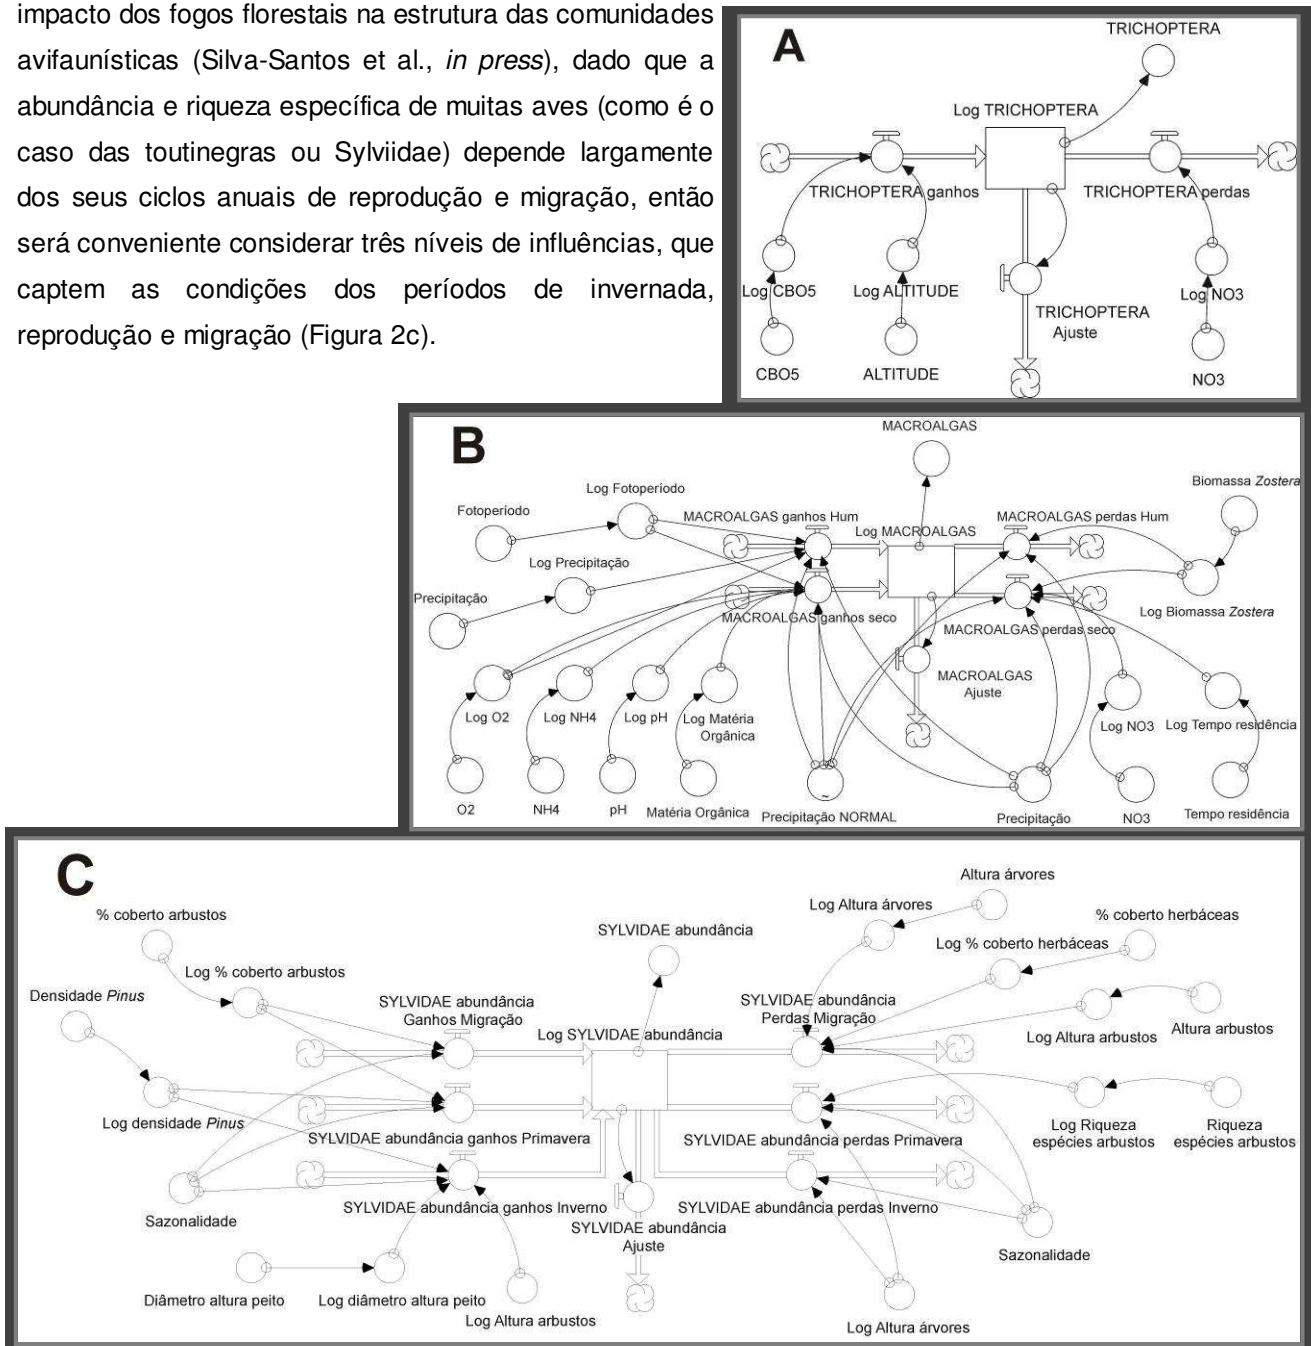 impacto dos fogos florestais na estrutura das comunidades
avifaunísticas (Silva-Santos et al., in press), dado que a
abundância e riqueza específica de muitas aves (como é o
caso das toutinegras ou Sylviidae) depende largamente
dos seus ciclos anuais de reprodução e migração, então
será conveniente considerar três níveis de influências, que
captem as condições dos períodos de invernada,
reprodução e migração (Figura 2c).
A
TRICHOPTERA
Log TRICHOPTERA
TRICHOPTERA ganhos
TRICHOPTERA perdas
Log CBO5
Log ALTITUDE
Log NO3
TRICHOPTERA
Ajuste
CBO5
ALTITUDE
NO3
B
MACROALGAS
Biomassa Zostera
Log Fotoperíodo
Fotoperíodo
MACROALGAS ganhos Hum
MACROALGAS perdas Hum
Log MACROALGAS
Log Precipitação
Precipitação
Log Biomassa Zostera
MACROALGAS ganhos seco
MACROALGAS perdas seco
MACROALGAS
Ajuste
Log O2
Log NH4
Log pH
Log Matéria
Orgânica
Log NO3
Log Tempo residência
O2
NH4
pH
Matéria Orgânica
~
Precipitação NORMAL
Precipitação
NO3
Tempo residência
C
Altura árvores
Log Altura árvores
% coberto arbustos
% coberto herbáceas
SYLVIDAE abundância
Log % coberto herbáceas
Log % coberto arbustos
Densidade Pinus
SYLVIDAE abundância
Ganhos Migração
SYLVIDAE abundância
Perdas Migração
Log SYLVIDAE abundância
Log Altura arbustos
Altura arbustos
Log densidade Pinus
SYLVIDAE abundância ganhos Primavera
SYLVIDAE abundância perdas Primavera
Log Riqueza
espécies arbustos
Riqueza
espécies arbustos
Sazonalidade
SYLVIDAE abundância ganhos Inverno
SYLVIDAE abundância perdas Inverno
SYLVIDAE abundância
Ajuste
Sazonalidade
Diâmetro altura peito
Log diâmetro altura peito
Log Altura arbustos
Log Altura árvores